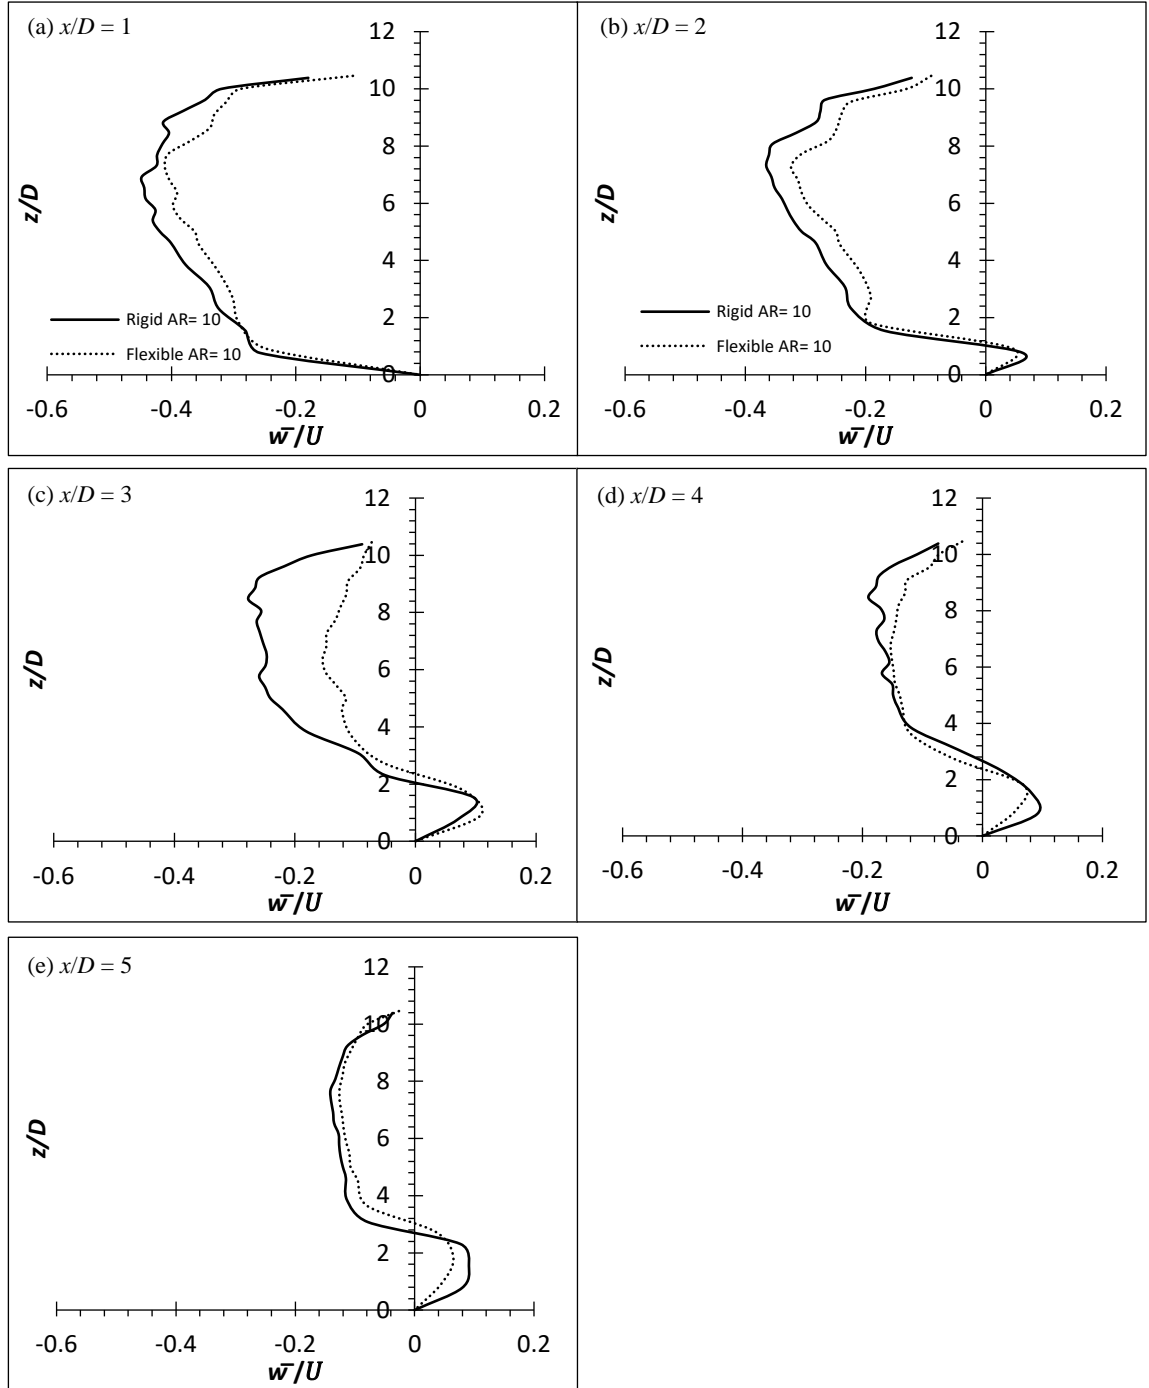 (a) x/D = 1
12
10
8
6
4
2
0
z/D
Rigid AR= 10
Flexible AR= 10
-0.6 -0.4 -0.2 0 0.2
w̄/U
(b) x/D = 2
12
10
8
6
4
2
0
z/D
Rigid AR= 10
Flexible AR= 10
-0.6 -0.4 -0.2 0 0.2
w̄/U
(c) x/D = 3
12
10
8
6
4
2
0
z/D
-0.6 -0.4 -0.2 0 0.2
w̄/U
(d) x/D = 4
12
10
8
6
4
2
0
z/D
-0.6 -0.4 -0.2 0 0.2
w̄/U
(e) x/D = 5
12
10
8
6
4
2
0
z/D
-0.6 -0.4 -0.2 0 0.2
w̄/U